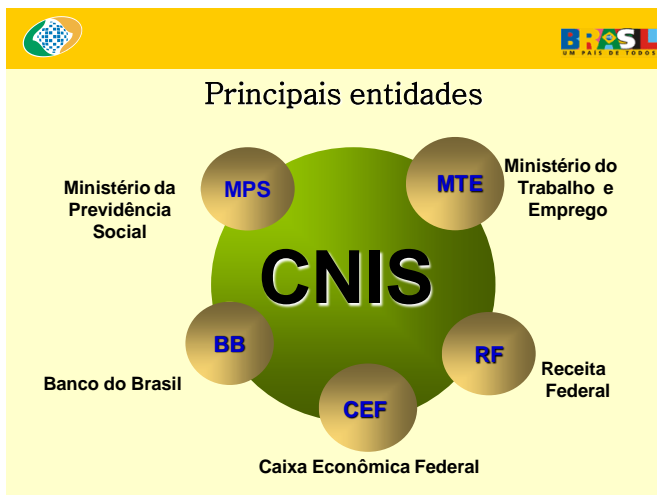 BRASIL
UM PAÍS DE TODOS
Principais entidades
MPS
Ministério da
Previdência
Social
MTE
Ministério do
Trabalho e
Emprego
CNIS
BB
Banco do Brasil
RF
Receita
Federal
CEF
Caixa Econômica Federal